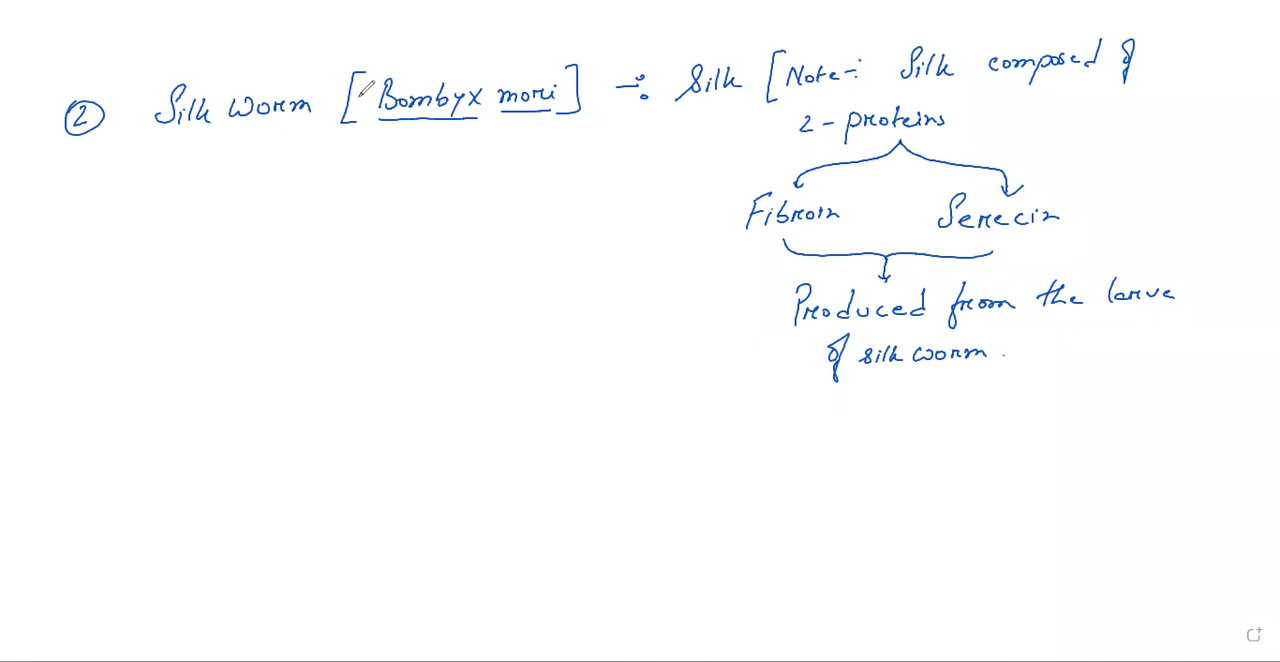 ② Silk worm [Bombyx mori] → : Silk [Note-: Silk composed of
2 - proteins
Fibroin Serecin
Produced from the larve
of silk worm.